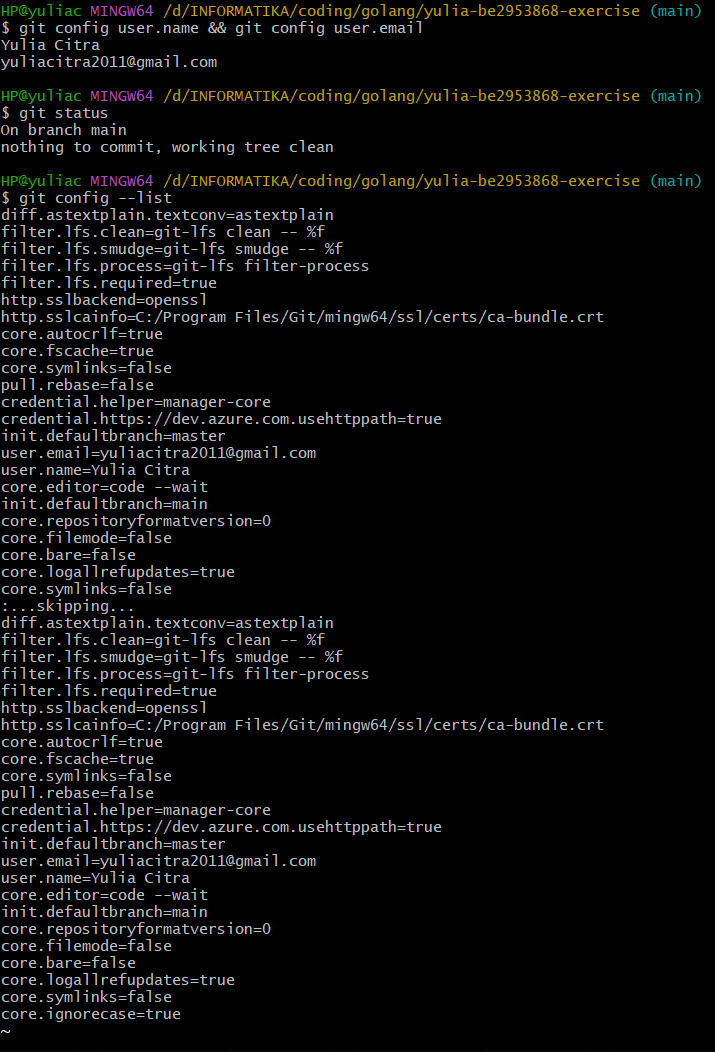 HP@yuliac MINGW64 /d/INFORMATIKA/coding/golang/yulia-be2953868-exercise (main)
$ git config user.name && git config user.email
Yulia Citra
yuliacitra2011@gmail.com
HP@yuliac MINGW64 /d/INFORMATIKA/coding/golang/yulia-be2953868-exercise (main)
$ git status
On branch main
nothing to commit, working tree clean
HP@yuliac MINGW64 /d/INFORMATIKA/coding/golang/yulia-be2953868-exercise (main)
$ git config --list
diff.astextplain.textconv=astextplain
filter.lfs.clean=git-lfs clean -- %f
filter.lfs.smudge=git-lfs smudge -- %f
filter.lfs.process=git-lfs filter-process
filter.lfs.required=true
http.sslbackend=openssl
http.sslcainfo=C:/Program Files/Git/mingw64/ssl/certs/ca-bundle.crt
core.autocrlf=true
core.fscache=true
core.symlinks=false
pull.rebase=false
credential.helper=manager-core
credential.https://dev.azure.com.usehttppath=true
init.defaultbranch=master
user.email=yuliacitra2011@gmail.com
user.name=Yulia Citra
core.editor=code --wait
init.defaultbranch=main
core.repositoryformatversion=0
core.filemode=false
core.bare=false
core.logallrefupdates=true
core.symlinks=false
:...skipping...
diff.astextplain.textconv=astextplain
filter.lfs.clean=git-lfs clean -- %f
filter.lfs.smudge=git-lfs smudge -- %f
filter.lfs.process=git-lfs filter-process
filter.lfs.required=true
http.sslbackend=openssl
http.sslcainfo=C:/Program Files/Git/mingw64/ssl/certs/ca-bundle.crt
core.autocrlf=true
core.fscache=true
core.symlinks=false
pull.rebase=false
credential.helper=manager-core
credential.https://dev.azure.com.usehttppath=true
init.defaultbranch=master
user.email=yuliacitra2011@gmail.com
user.name=Yulia Citra
core.editor=code --wait
init.defaultbranch=main
core.repositoryformatversion=0
core.filemode=false
core.bare=false
core.logallrefupdates=true
core.symlinks=false
core.ignorecase=true
~